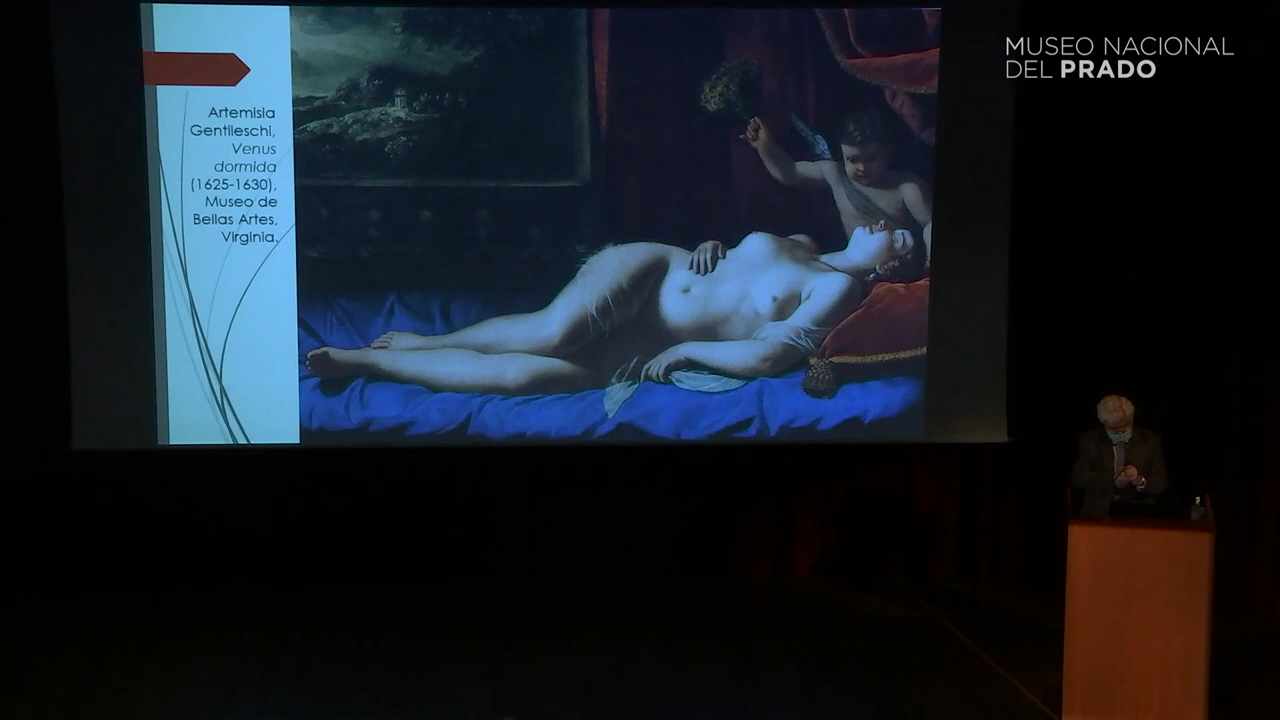 Artemisia
Gentileschi,
Venus
dormida
(1625-1630),
Museo de
Bellas Artes,
Virginia.
MUSEO NACIONAL
DEL PRADO